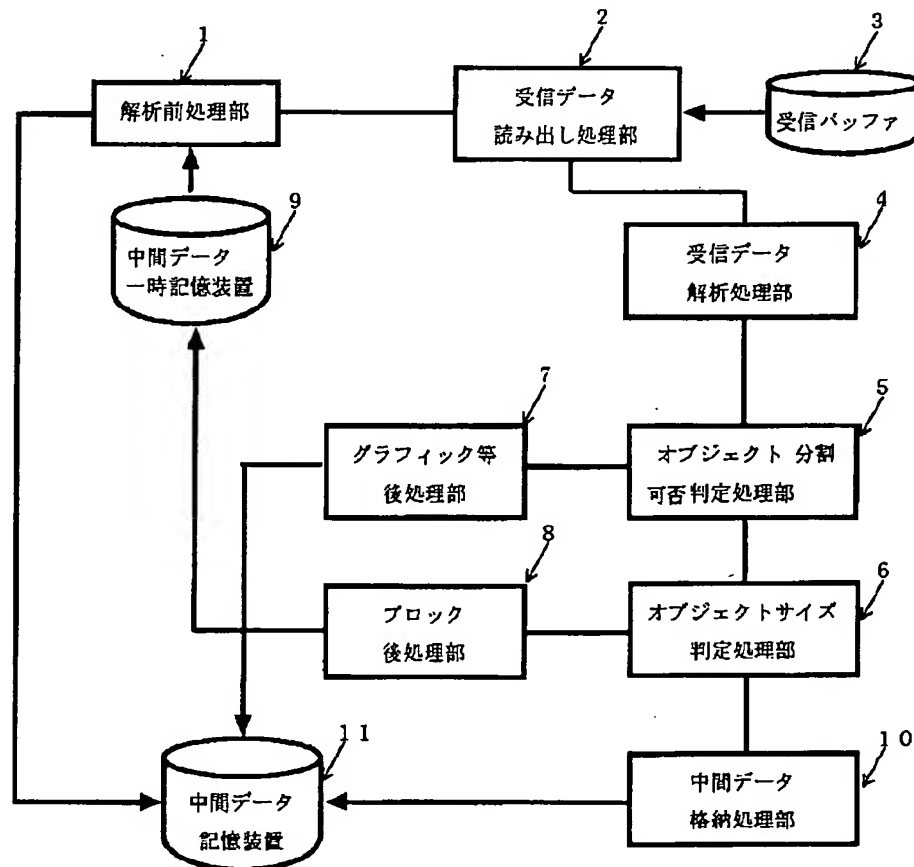 1
解析前処理部
2
受信データ
読み出し処理部
3
受信バッファ
9
中間データ
一時記憶装置
4
受信データ
解析処理部
7
グラフィック等
後処理部
5
オブジェクト 分割
可否判定処理部
8
ブロック
後処理部
6
オブジェクトサイズ
判定処理部
11
中間データ
記憶装置
10
中間データ
格納処理部